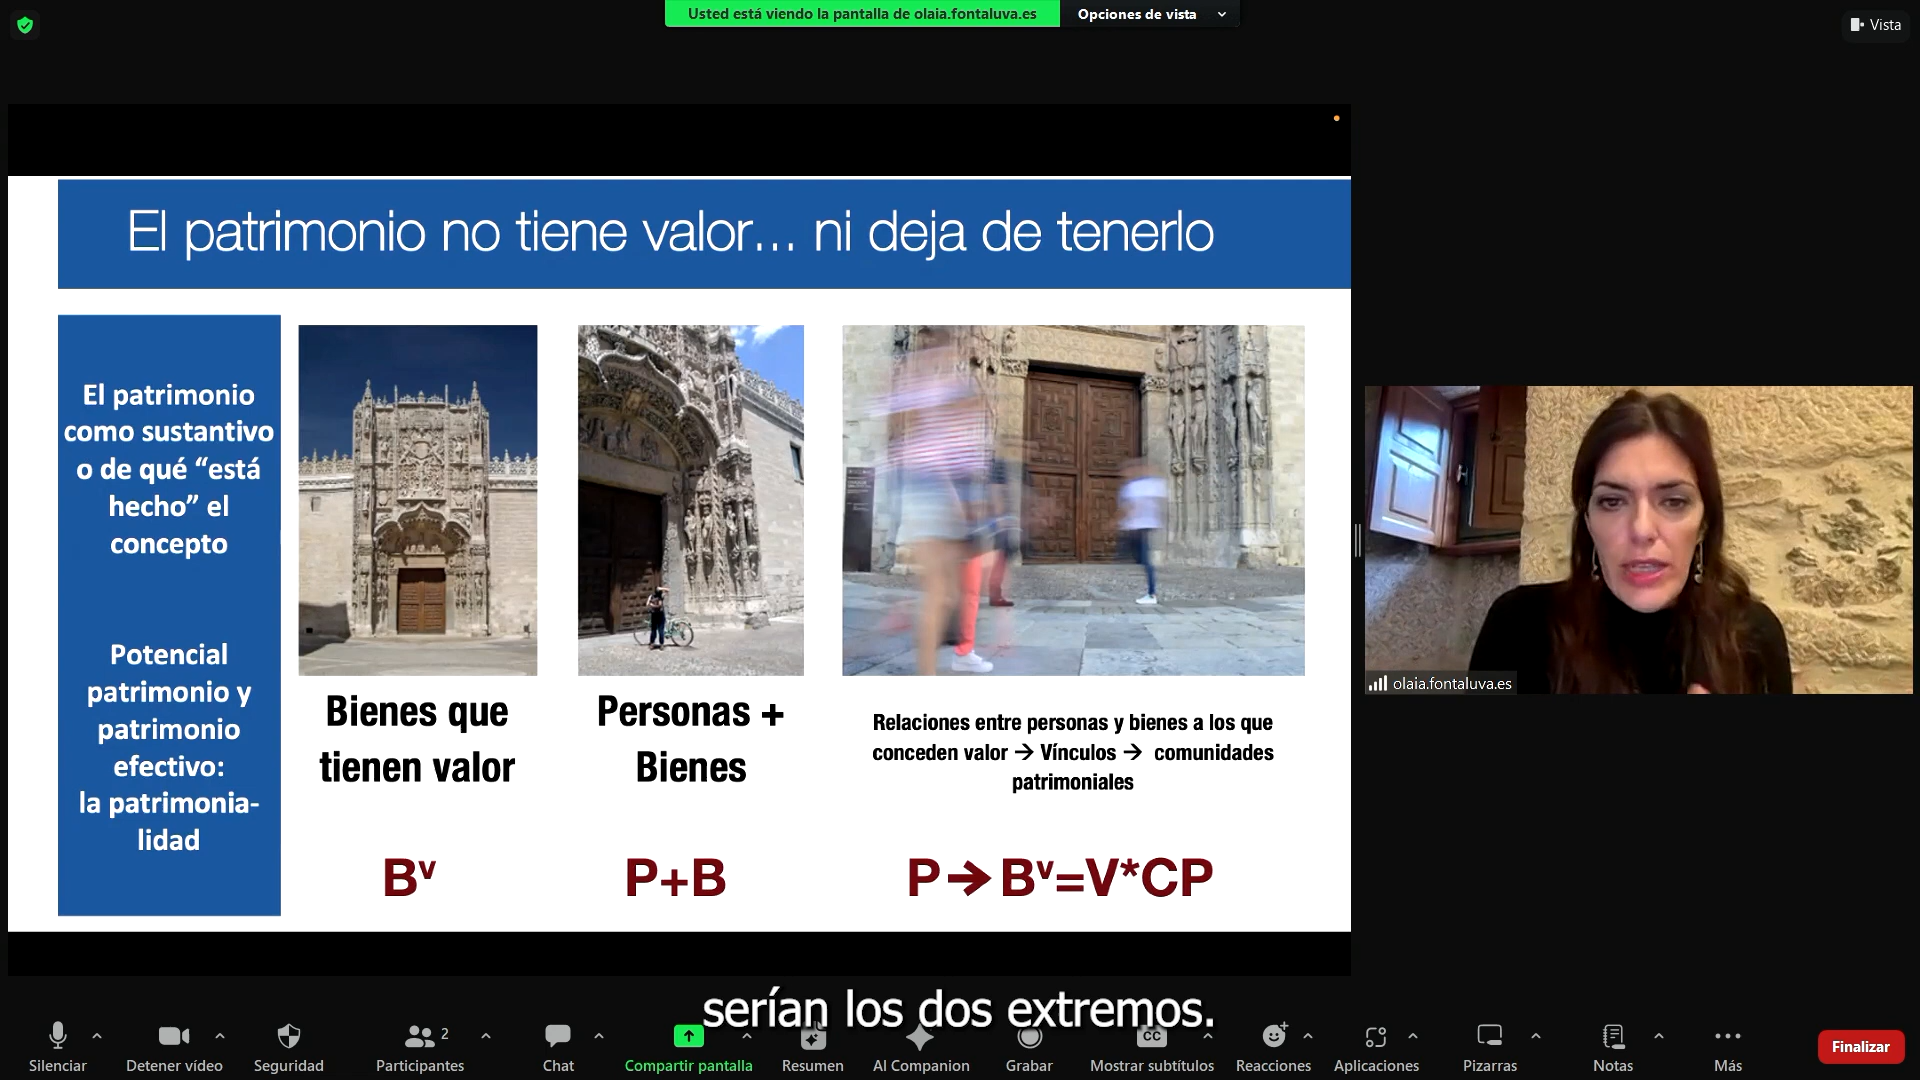 Usted está viendo la pantalla de olaia.fontaluva.es
Opciones de vista
Vista
El patrimonio no tiene valor... ni deja de tenerlo
El patrimonio
como sustantivo
o de qué “está
hecho” el
concepto
Potencial
patrimonio y
patrimonio
efectivo:
la patrimonia-
lidad
Bienes que
tienen valor
Bᵛ
Personas +
Bienes
P+B
Relaciones entre personas y bienes a los que
conceden valor → Vínculos → comunidades
patrimoniales
P→Bᵛ=V*CP
olaia.fontaluva.es
serían los dos extremos.
Silenciar
Detener vídeo
Seguridad
2
Participantes
Chat
Compartir pantalla
Resumen
AI Companion
Grabar
CC
Mostrar subtítulos
Reacciones
Aplicaciones
Pizarras
Notas
Más
Finalizar